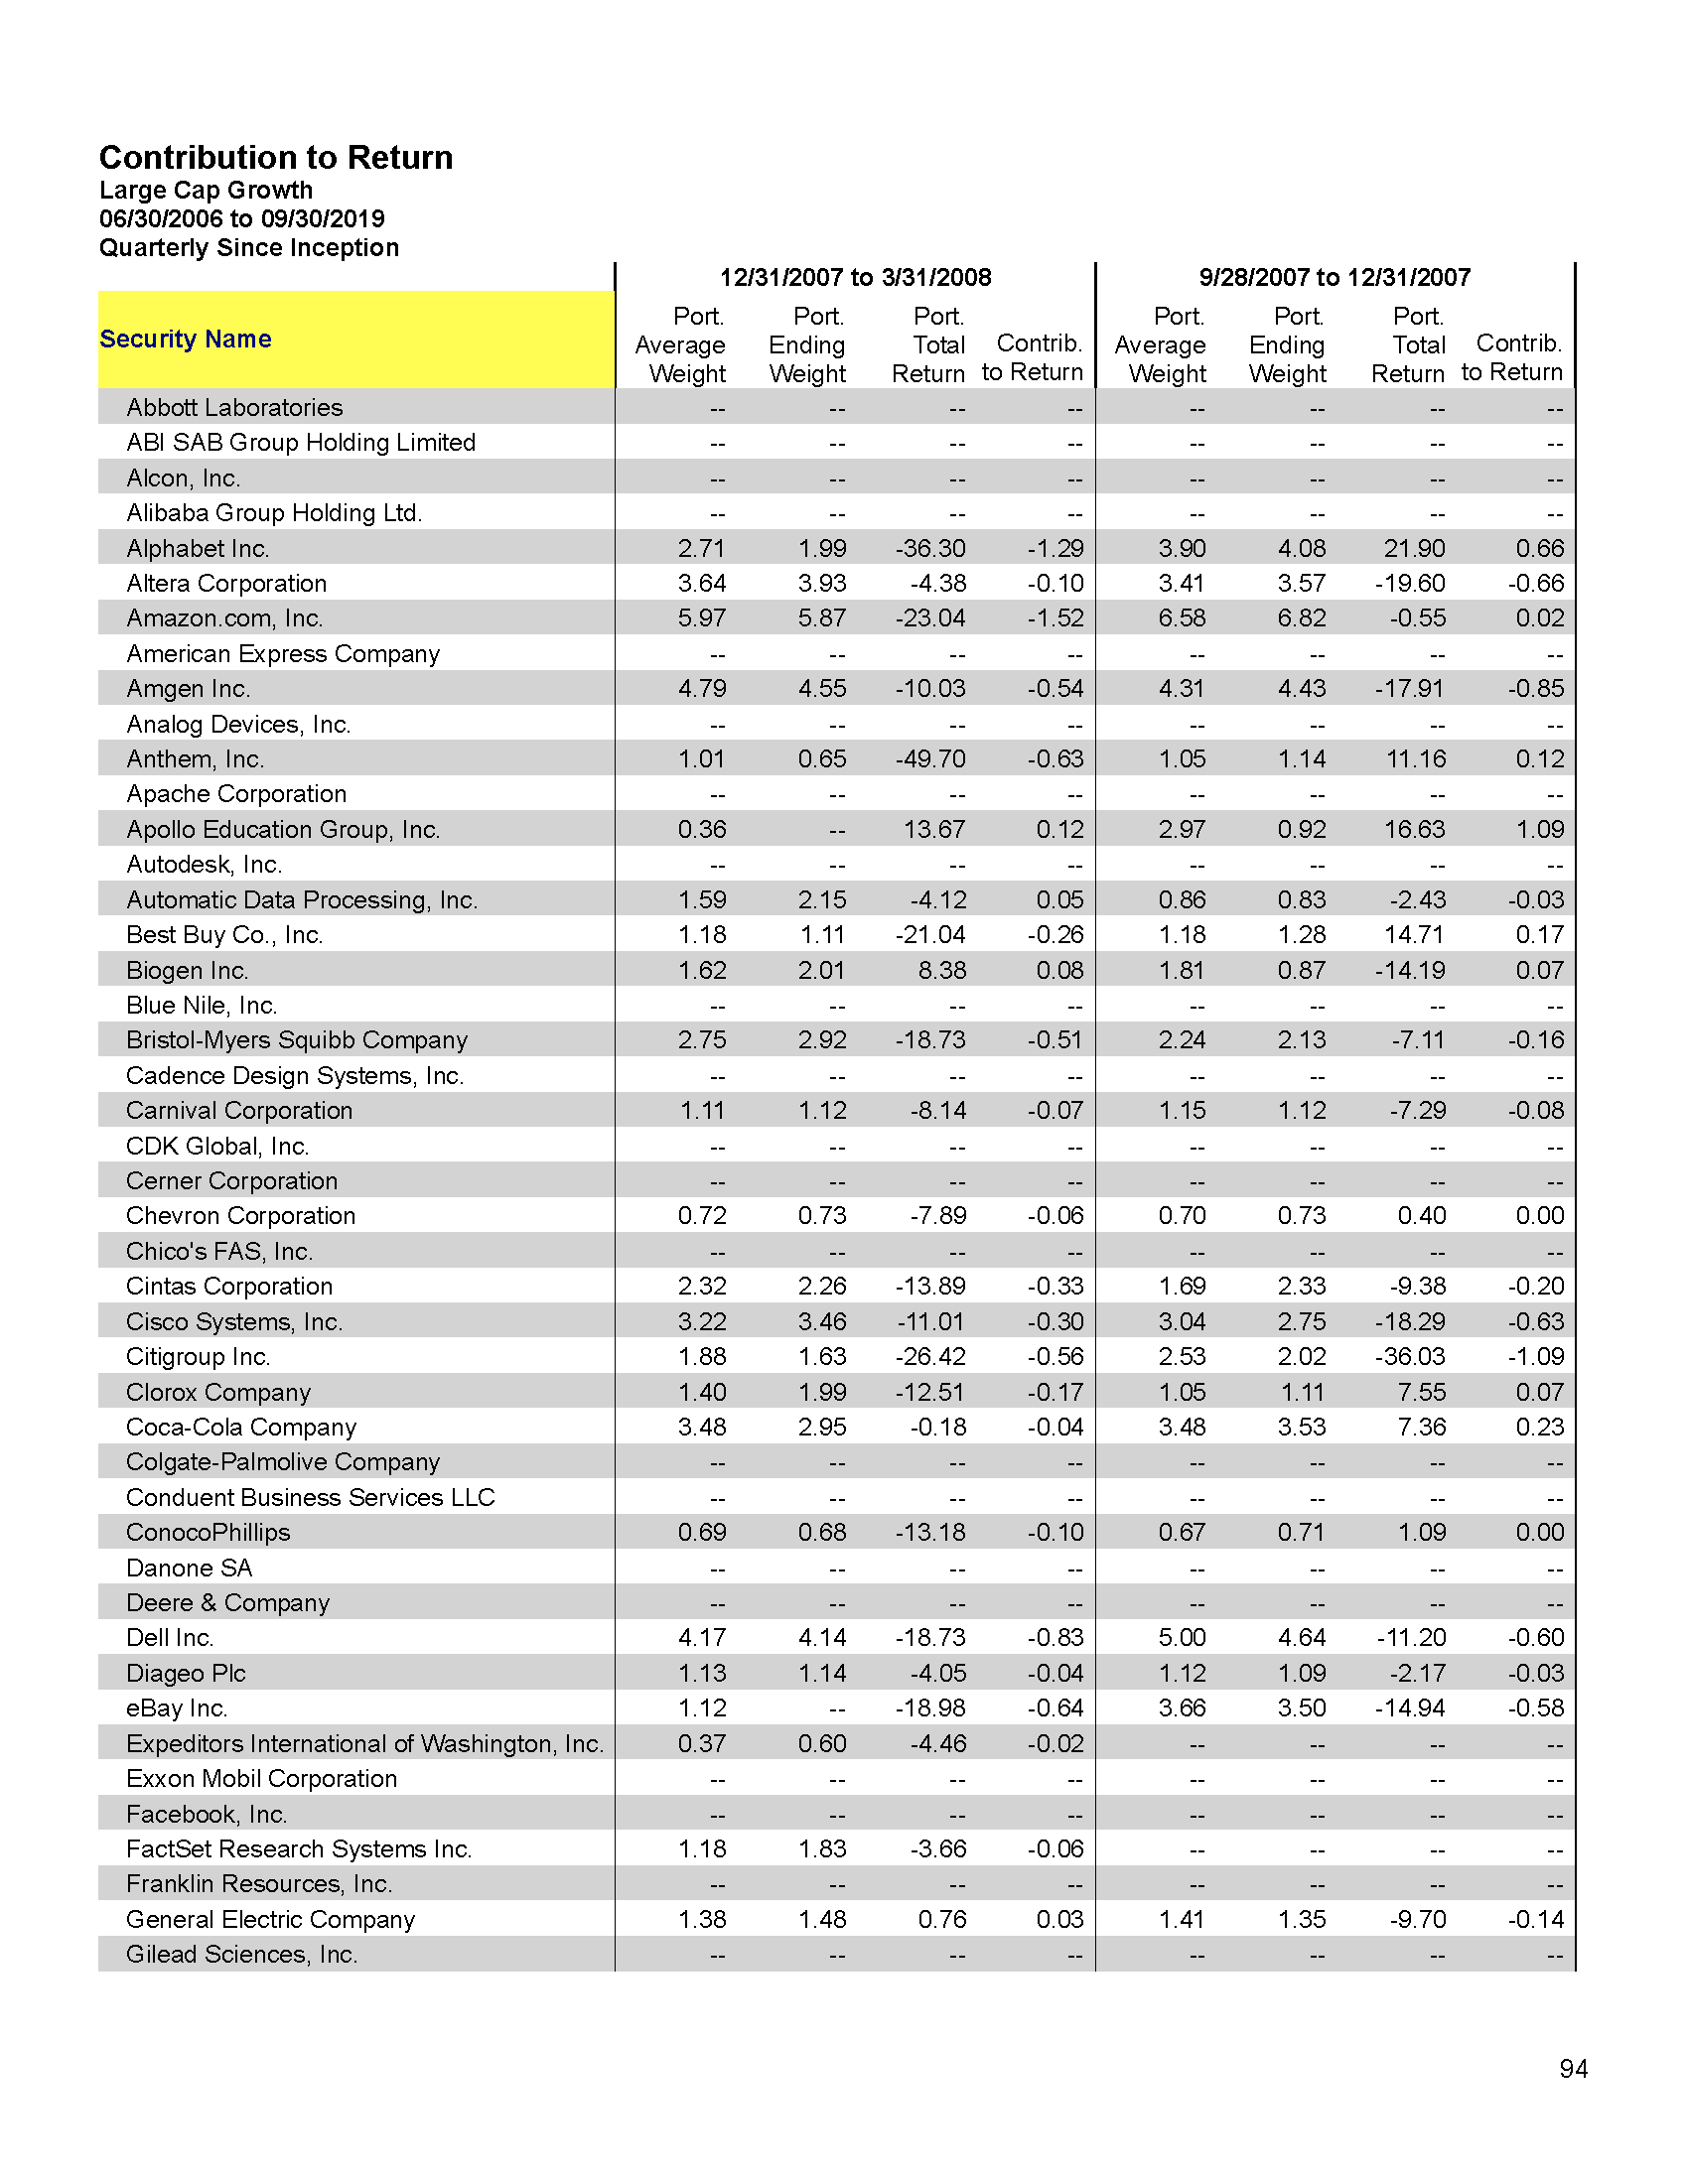 Contribution to Return
Large Cap Growth
06/30/2006 to 09/30/2019
Quarterly Since Inception
12/31/2007 to 3/31/2008 9/28/2007 to 12/31/2007
Security Name Port. Average Weight Port. Ending Weight Port. Total Return Contrib. to Return Port. Average Weight Port. Ending Weight Port. Total Return Contrib. to Return
Abbott Laboratories -- -- -- -- -- -- -- --
ABI SAB Group Holding Limited -- -- -- -- -- -- -- --
Alcon, Inc. -- -- -- -- -- -- -- --
Alibaba Group Holding Ltd. -- -- -- -- -- -- -- --
Alphabet Inc. 2.71 1.99 -36.30 -1.29 3.90 4.08 21.90 0.66
Altera Corporation 3.64 3.93 -4.38 -0.10 3.41 3.57 -19.60 -0.66
Amazon.com, Inc. 5.97 5.87 -23.04 -1.52 6.58 6.82 -0.55 0.02
American Express Company -- -- -- -- -- -- -- --
Amgen Inc. 4.79 4.55 -10.03 -0.54 4.31 4.43 -17.91 -0.85
Analog Devices, Inc. -- -- -- -- -- -- -- --
Anthem, Inc. 1.01 0.65 -49.70 -0.63 1.05 1.14 11.16 0.12
Apache Corporation -- -- -- -- -- -- -- --
Apollo Education Group, Inc. 0.36 -- 13.67 0.12 2.97 0.92 16.63 1.09
Autodesk, Inc. -- -- -- -- -- -- -- --
Automatic Data Processing, Inc. 1.59 2.15 -4.12 0.05 0.86 0.83 -2.43 -0.03
Best Buy Co., Inc. 1.18 1.11 -21.04 -0.26 1.18 1.28 14.71 0.17
Biogen Inc. 1.62 2.01 8.38 0.08 1.81 0.87 -14.19 0.07
Blue Nile, Inc. -- -- -- -- -- -- -- --
Bristol-Myers Squibb Company 2.75 2.92 -18.73 -0.51 2.24 2.13 -7.11 -0.16
Cadence Design Systems, Inc. -- -- -- -- -- -- -- --
Carnival Corporation 1.11 1.12 -8.14 -0.07 1.15 1.12 -7.29 -0.08
CDK Global, Inc. -- -- -- -- -- -- -- --
Cerner Corporation -- -- -- -- -- -- -- --
Chevron Corporation 0.72 0.73 -7.89 -0.06 0.70 0.73 0.40 0.00
Chico's FAS, Inc. -- -- -- -- -- -- -- --
Cintas Corporation 2.32 2.26 -13.89 -0.33 1.69 2.33 -9.38 -0.20
Cisco Systems, Inc. 3.22 3.46 -11.01 -0.30 3.04 2.75 -18.29 -0.63
Citigroup Inc. 1.88 1.63 -26.42 -0.56 2.53 2.02 -36.03 -1.09
Clorox Company 1.40 1.99 -12.51 -0.17 1.05 1.11 7.55 0.07
Coca-Cola Company 3.48 2.95 -0.18 -0.04 3.48 3.53 7.36 0.23
Colgate-Palmolive Company -- -- -- -- -- -- -- --
Conduent Business Services LLC -- -- -- -- -- -- -- --
ConocoPhillips 0.69 0.68 -13.18 -0.10 0.67 0.71 1.09 0.00
Danone SA -- -- -- -- -- -- -- --
Deere & Company -- -- -- -- -- -- -- --
Dell Inc. 4.17 4.14 -18.73 -0.83 5.00 4.64 -11.20 -0.60
Diageo Plc 1.13 1.14 -4.05 -0.04 1.12 1.09 -2.17 -0.03
eBay Inc. 1.12 -- -18.98 -0.64 3.66 3.50 -14.94 -0.58
Expeditors International of Washington, Inc. 0.37 0.60 -4.46 -0.02 -- -- -- --
Exxon Mobil Corporation -- -- -- -- -- -- -- --
Facebook, Inc. -- -- -- -- -- -- -- --
FactSet Research Systems Inc. 1.18 1.83 -3.66 -0.06 -- -- -- --
Franklin Resources, Inc. -- -- -- -- -- -- -- --
General Electric Company 1.38 1.48 0.76 0.03 1.41 1.35 -9.70 -0.14
Gilead Sciences, Inc. -- -- -- -- -- -- -- --
94